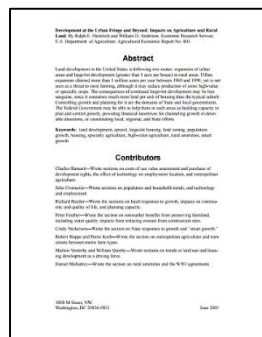 Development at the Urban Fringe and Beyond: Impacts on Agriculture and Rural
Land. By Ralph E. Heimlich and William D. Anderson. Economic Research Service,
U.S. Department of Agriculture. Agricultural Economic Report No. 803.
Abstract
Land development in the United States is following two routes: expansion of urban
areas and large-lot development (greater than 1 acre per house) in rural areas. Urban
expansion claimed more than 1 million acres per year between 1960 and 1990, yet is not
seen as a threat to most farming, although it may reduce production of some high-value
or specialty crops. The consequences of continued large-lot development may be less
sanguine, since it consumes much more land per unit of housing than the typical suburb.
Controlling growth and planning for it are the domains of State and local governments.
The Federal Government may be able to help them in such areas as building capacity to
plan and control growth, providing financial incentives for channeling growth in desir-
able directions, or coordinating local, regional, and State efforts.
Keywords: land development, sprawl, large-lot housing, land zoning, population
growth, housing, specialty agriculture, high-value agriculture, rural amenities, smart
growth.
Contributors
Charles Barnard—Wrote sections on costs of use value assessment and purchase of
development rights, the effect of technology on employment location, and metropolitan
agriculture.
John Cromartie—Wrote sections on populations and household trends, and technology
and employment.
Richard Reeder—Wrote sections on fiscal responses to growth, impacts on commu-
nity and quality of life, and planning capacity.
Peter Feather—Wrote section on nonmarket benefits from preserving farmland,
including water quality impacts from reducing erosion from construction sites.
Cindy Nickerson—Wrote section on State responses to growth and "smart growth."
Robert Hoppe and Penni Korb—Wrote section on metropolitan agriculture and tran-
sitions between metro farm types.
Marlow Vesterby and William Quinby—Wrote sections on trends in land use and hous-
ing development as a driving force.
Daniel Hellerstein—Wrote section on rural amenities and the WTO agreements.
1800 M Street, NW
Washington, DC 20036-5831
June 2001